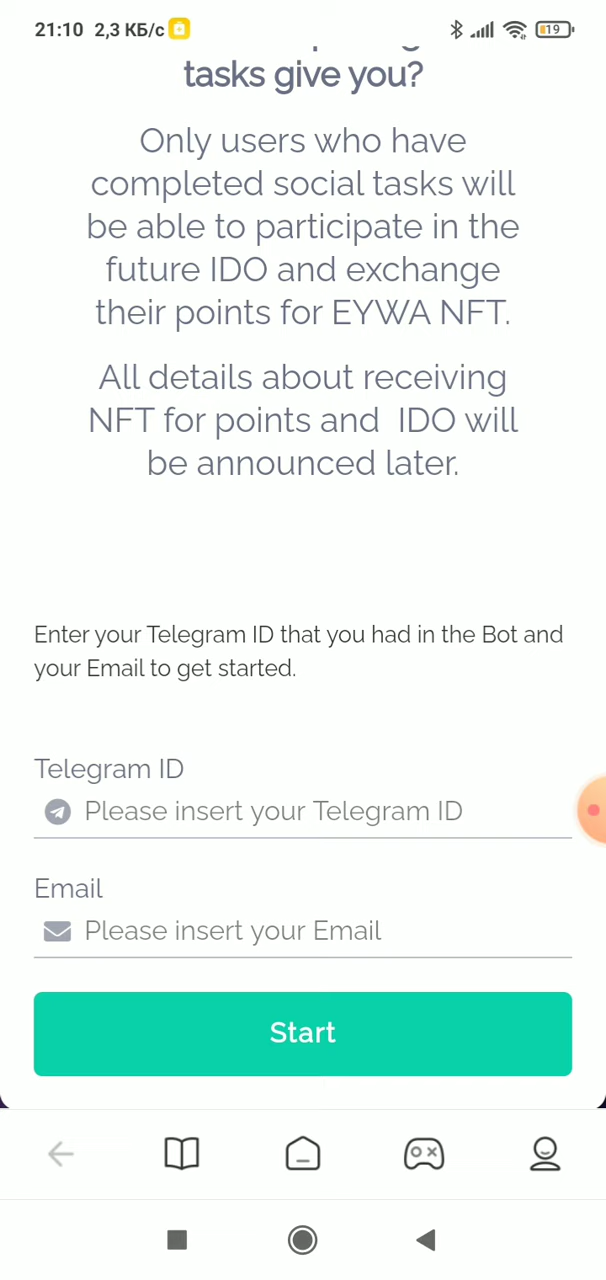 21:10 2,3 КБ/с
19
tasks give you?
Only users who have
completed social tasks will
be able to participate in the
future IDO and exchange
their points for EYWA NFT.
All details about receiving
NFT for points and  IDO will
be announced later.
Enter your Telegram ID that you had in the Bot and
your Email to get started.
Telegram ID
Please insert your Telegram ID
Email
Please insert your Email
Start